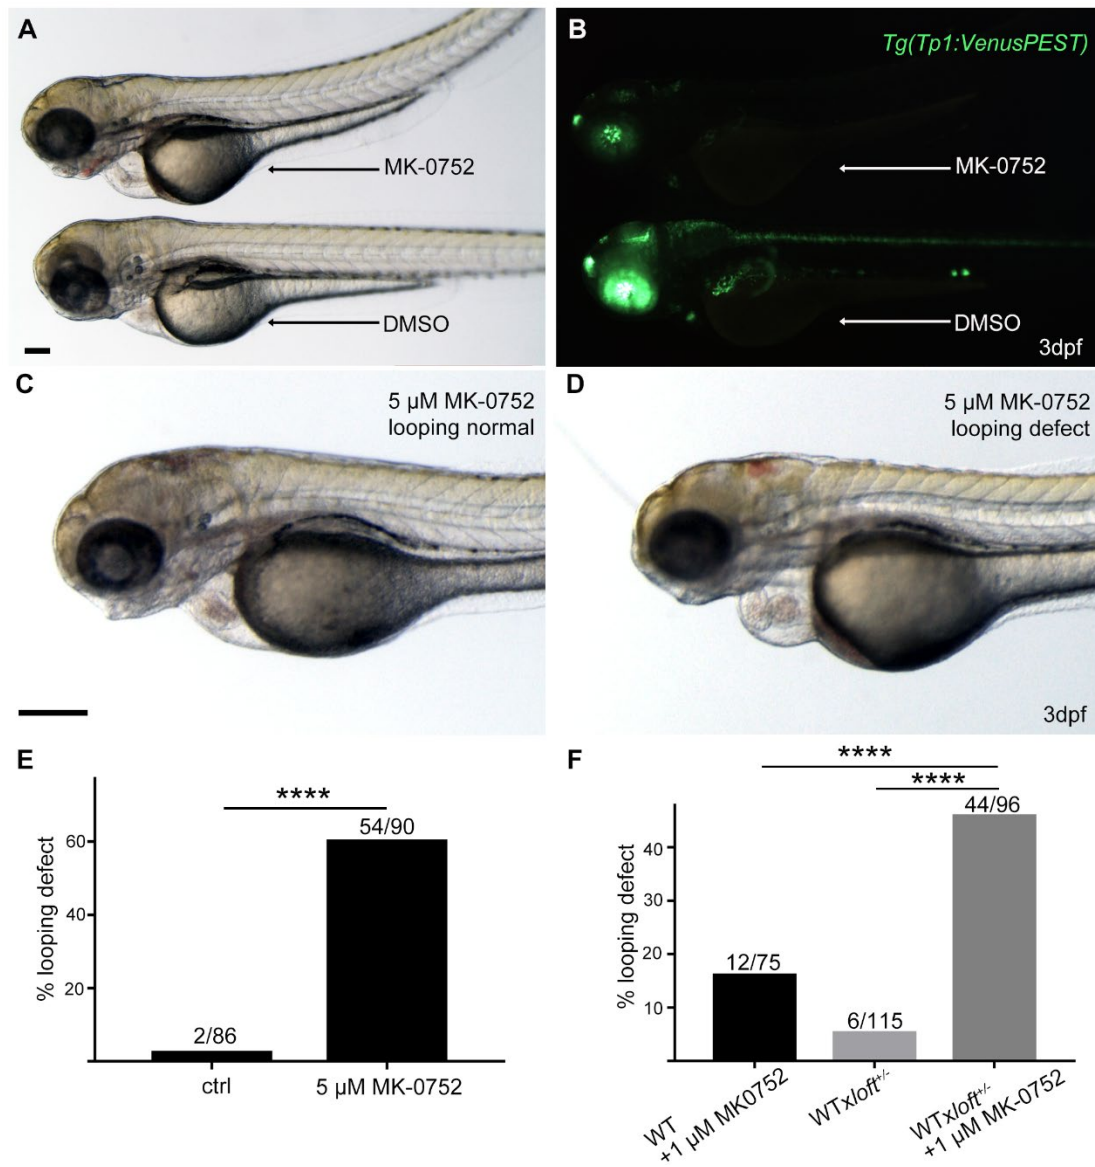 A
MK-0752
DMSO
B
Tg(Tp1:VenusPEST)
MK-0752
DMSO
3dpf
C
5 µM MK-0752
looping normal
D
5 µM MK-0752
looping defect
3dpf
E
% looping defect
60
40
20
****
2/86
54/90
ctrl
5 µM MK-0752
F
% looping defect
40
30
20
10
****
****
12/75
6/115
44/96
WT
+1 µM MK0752
WTxloft+/-
WTxloft+/-
+1 µM MK-0752